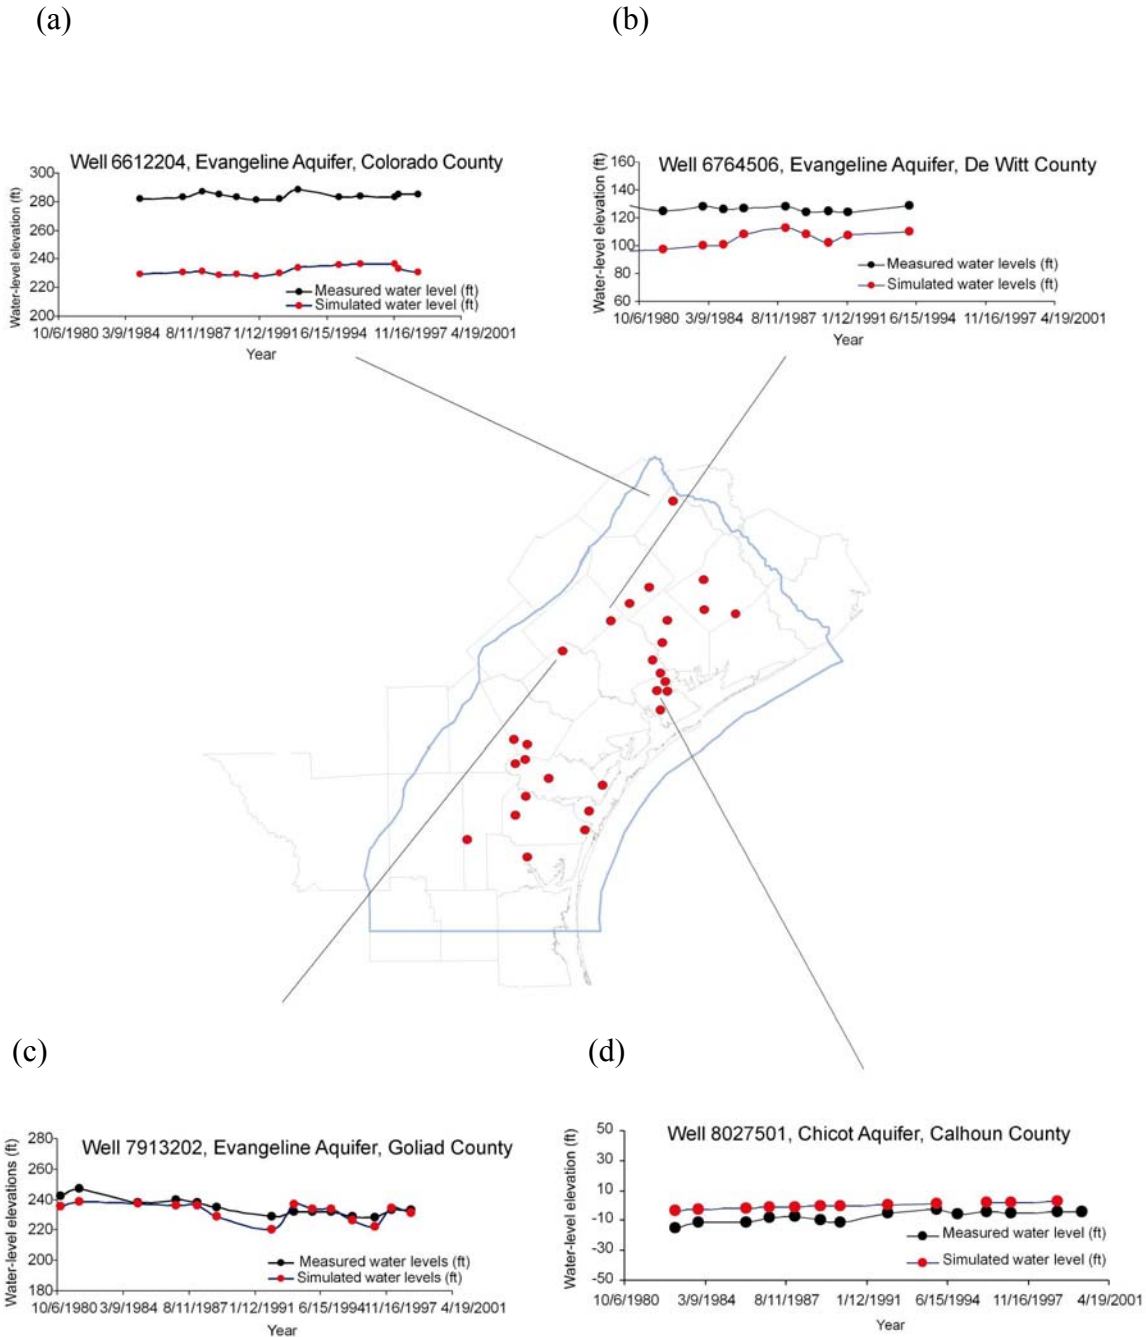 (a)
(b)
Well 6612204, Evangeline Aquifer, Colorado County
Water-level elevation (ft)
300
280
260
240
220
200
Measured water level (ft)
Simulated water level (ft)
10/6/1980 3/9/1984 8/11/1987 1/12/1991 6/15/1994 11/16/1997 4/19/2001
Year
Well 6764506, Evangeline Aquifer, De Witt County
Water-level elevation (ft)
160
140
120
100
80
60
Measured water levels (ft)
Simulated water levels (ft)
10/6/1980 3/9/1984 8/11/1987 1/12/1991 6/15/1994 11/16/1997 4/19/2001
Year
(c)
(d)
Well 7913202, Evangeline Aquifer, Goliad County
Water-level elevations (ft)
280
260
240
220
200
180
Measured water levels (ft)
Simulated water levels (ft)
10/6/1980 3/9/1984 8/11/1987 1/12/1991 6/15/1994 11/16/1997 4/19/2001
Year
Well 8027501, Chicot Aquifer, Calhoun County
Water-level elevation (ft)
50
10
10
-10
-30
-50
Measured water level (ft)
Simulated water level (ft)
10/6/1980 3/9/1984 8/11/1987 1/12/1991 6/15/1994 11/16/1997 4/19/2001
Year